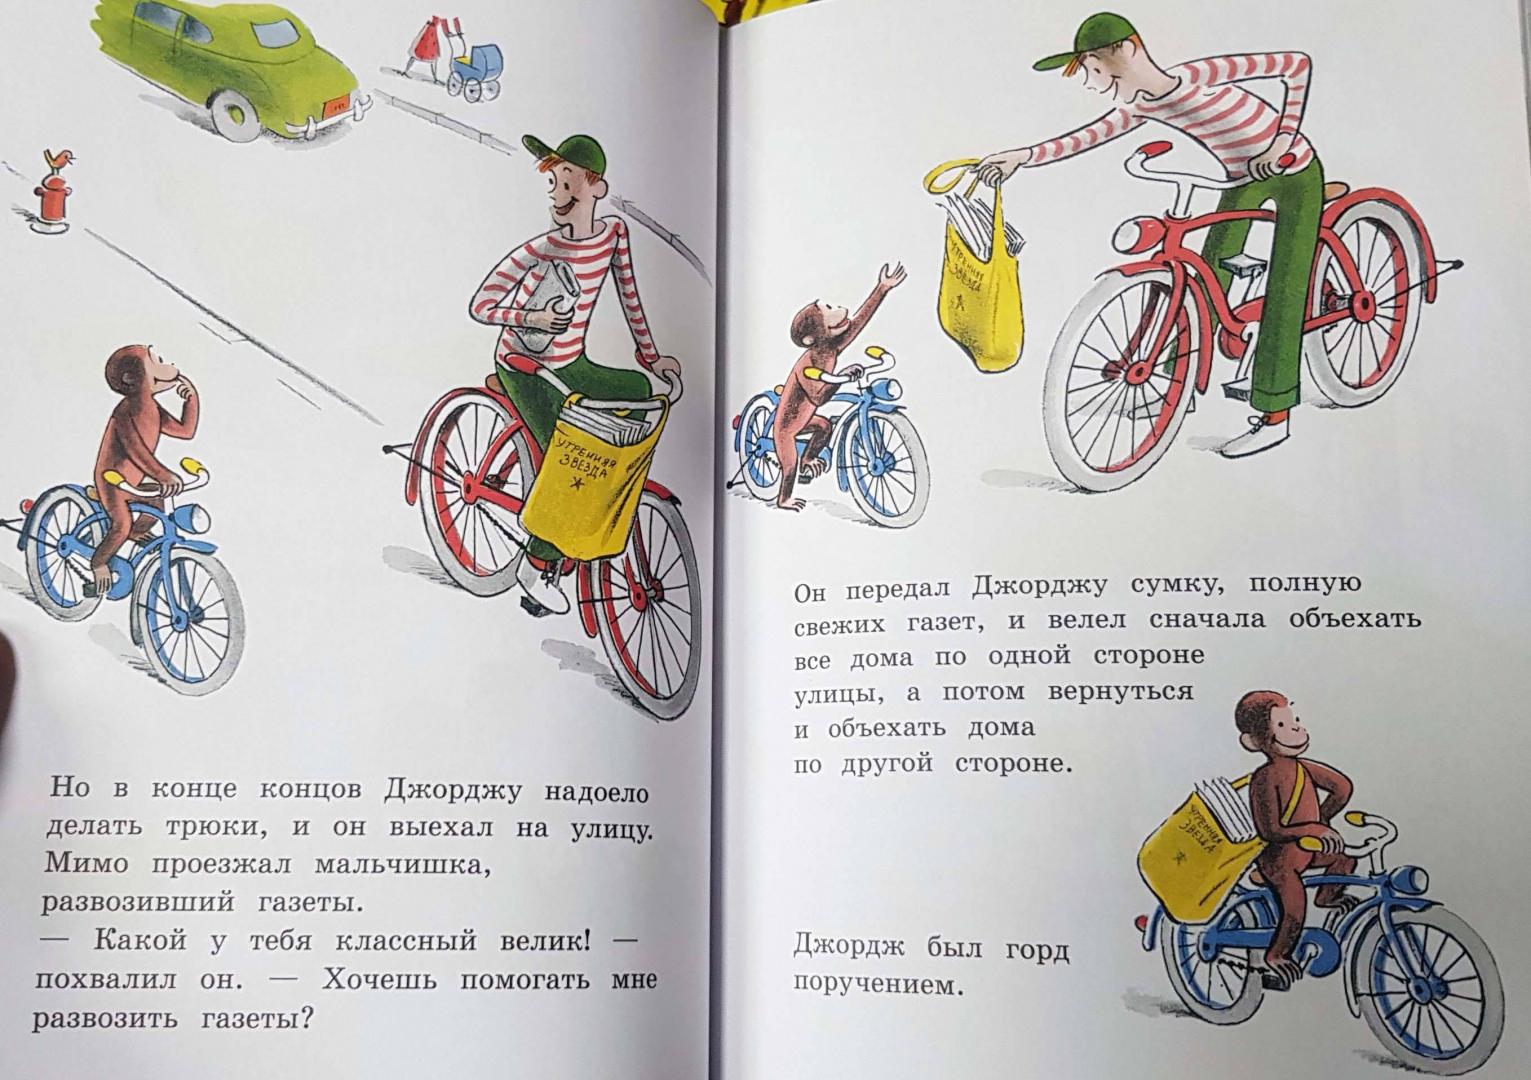 УТРЕННЯЯ
ЗВЕЗДА
Но в конце концов Джорджу надоело
делать трюки, и он выехал на улицу.
Мимо проезжал мальчишка,
развозивший газеты.
— Какой у тебя классный велик! —
похвалил он. — Хочешь помогать мне
развозить газеты?
УТРЕННЯЯ
ЗВЕЗДА
Он передал Джорджу сумку, полную
свежих газет, и велел сначала объехать
все дома по одной стороне
улицы, а потом вернуться
и объехать дома
по другой стороне.
УТРЕННЯЯ
ЗВЕЗДА
Джордж был горд
поручением.